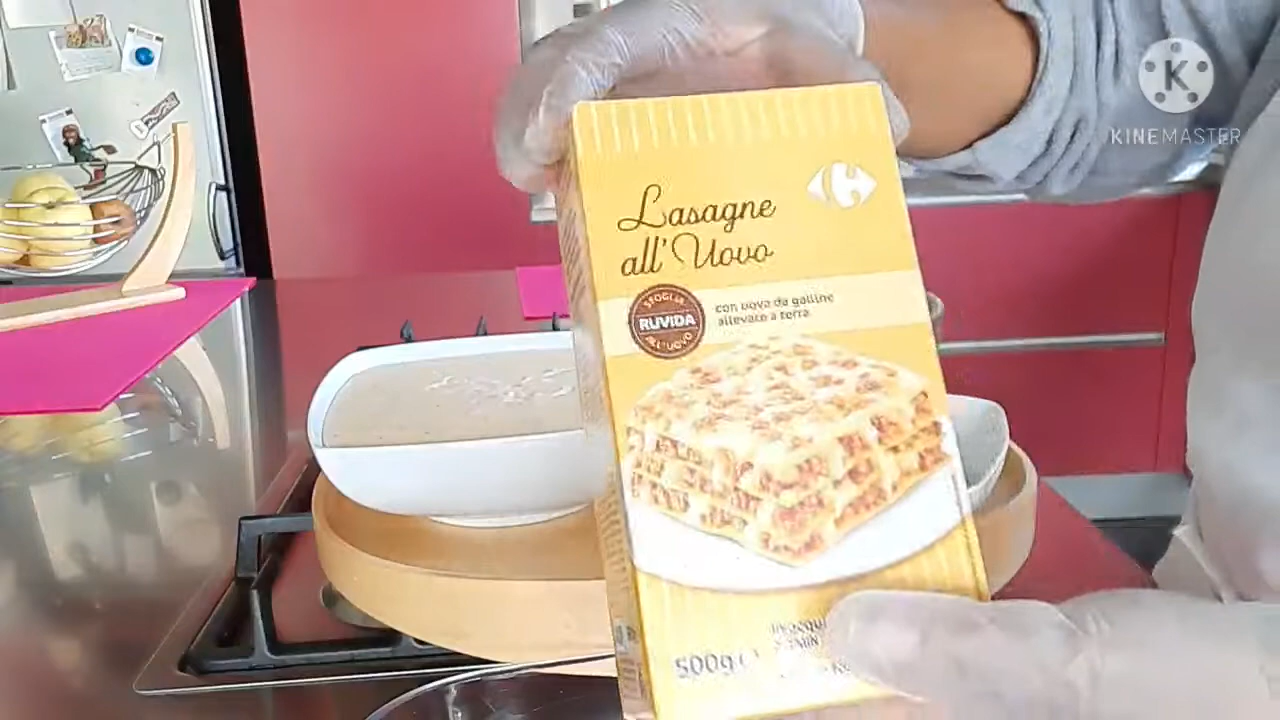 KINEMASTER
Lasagne
all'Uovo
SFOGLIA
RUVIDA
ALL'UOVO
con uova da galline
allevate a terra
500g